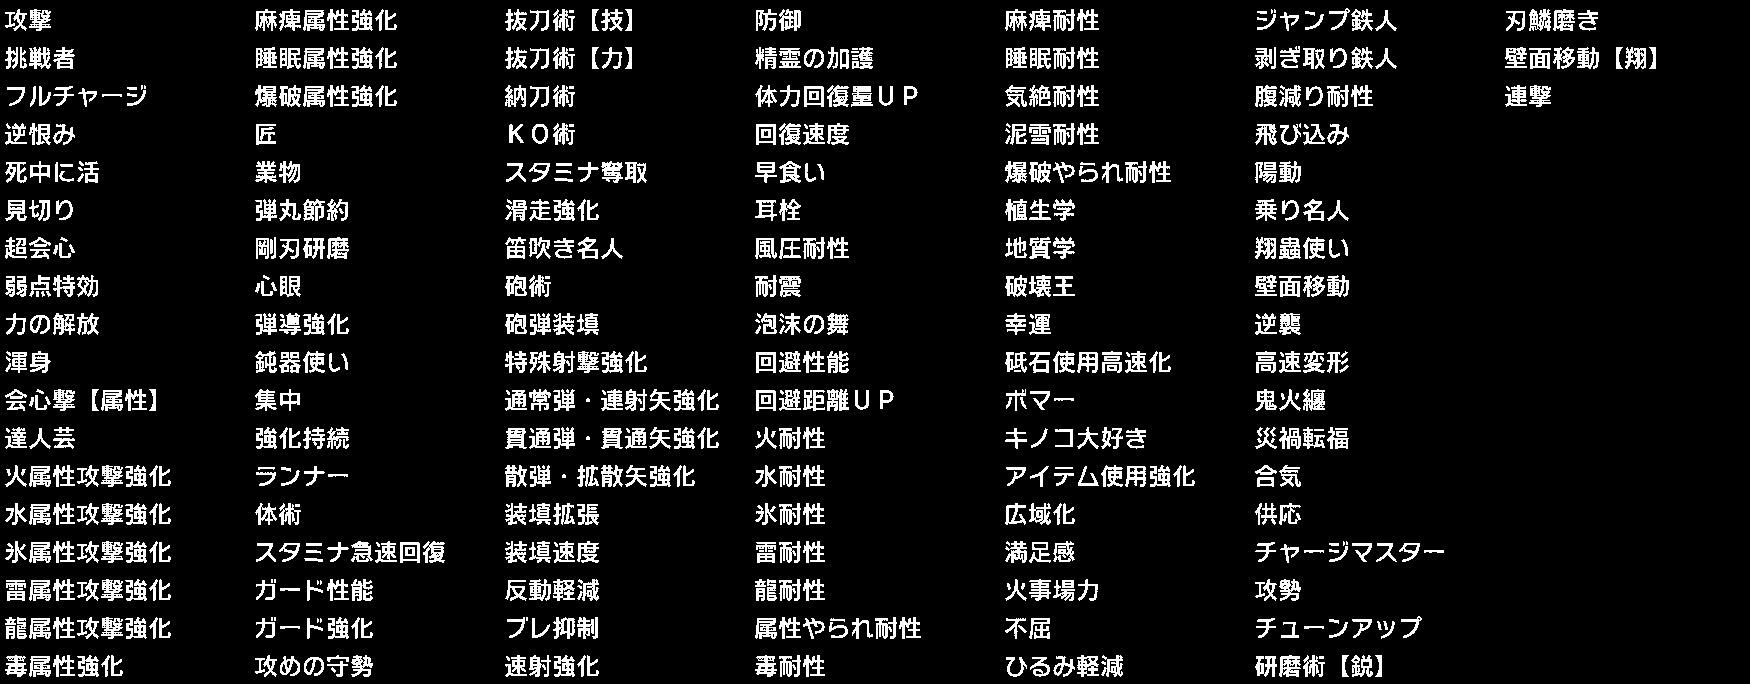 攻撃
挑戦者
フルチャージ
逆恨み
死中に活
見切り
超会心
弱点特効
力の解放
渾身
会心撃【属性】
達人芸
火属性攻撃強化
水属性攻撃強化
氷属性攻撃強化
雷属性攻撃強化
龍属性攻撃強化
毒属性強化
麻痺属性強化
睡眠属性強化
爆破属性強化
匠
業物
弾丸節約
剛刃研磨
心眼
弾導強化
鈍器使い
集中
強化持続
ランナー
体術
スタミナ急速回復
ガード性能
ガード強化
攻めの守勢
抜刀術【技】
抜刀術【力】
納刀術
ＫＯ術
スタミナ奪取
滑走強化
笛吹き名人
砲術
砲弾装填
特殊射撃強化
通常弾・連射矢強化
貫通弾・貫通矢強化
散弾・拡散矢強化
装填拡張
装填速度
反動軽減
ブレ抑制
速射強化
防御
精霊の加護
体力回復量ＵＰ
回復速度
早食い
耳栓
風圧耐性
耐震
泡沫の舞
回避性能
回避距離ＵＰ
火耐性
水耐性
氷耐性
雷耐性
龍耐性
属性やられ耐性
毒耐性
麻痺耐性
睡眠耐性
気絶耐性
泥雪耐性
爆破やられ耐性
植生学
地質学
破壊王
幸運
砥石使用高速化
ボマー
キノコ大好き
アイテム使用強化
広域化
満足感
火事場力
不屈
ひるみ軽減
ジャンプ鉄人
剥ぎ取り鉄人
腹減り耐性
飛び込み
陽動
乗り名人
翔蟲使い
壁面移動
逆襲
高速変形
鬼火纏
災禍転福
合気
供応
チャージマスター
攻勢
チューンアップ
研磨術【鋭】
刃鱗磨き
壁面移動【翔】
連撃